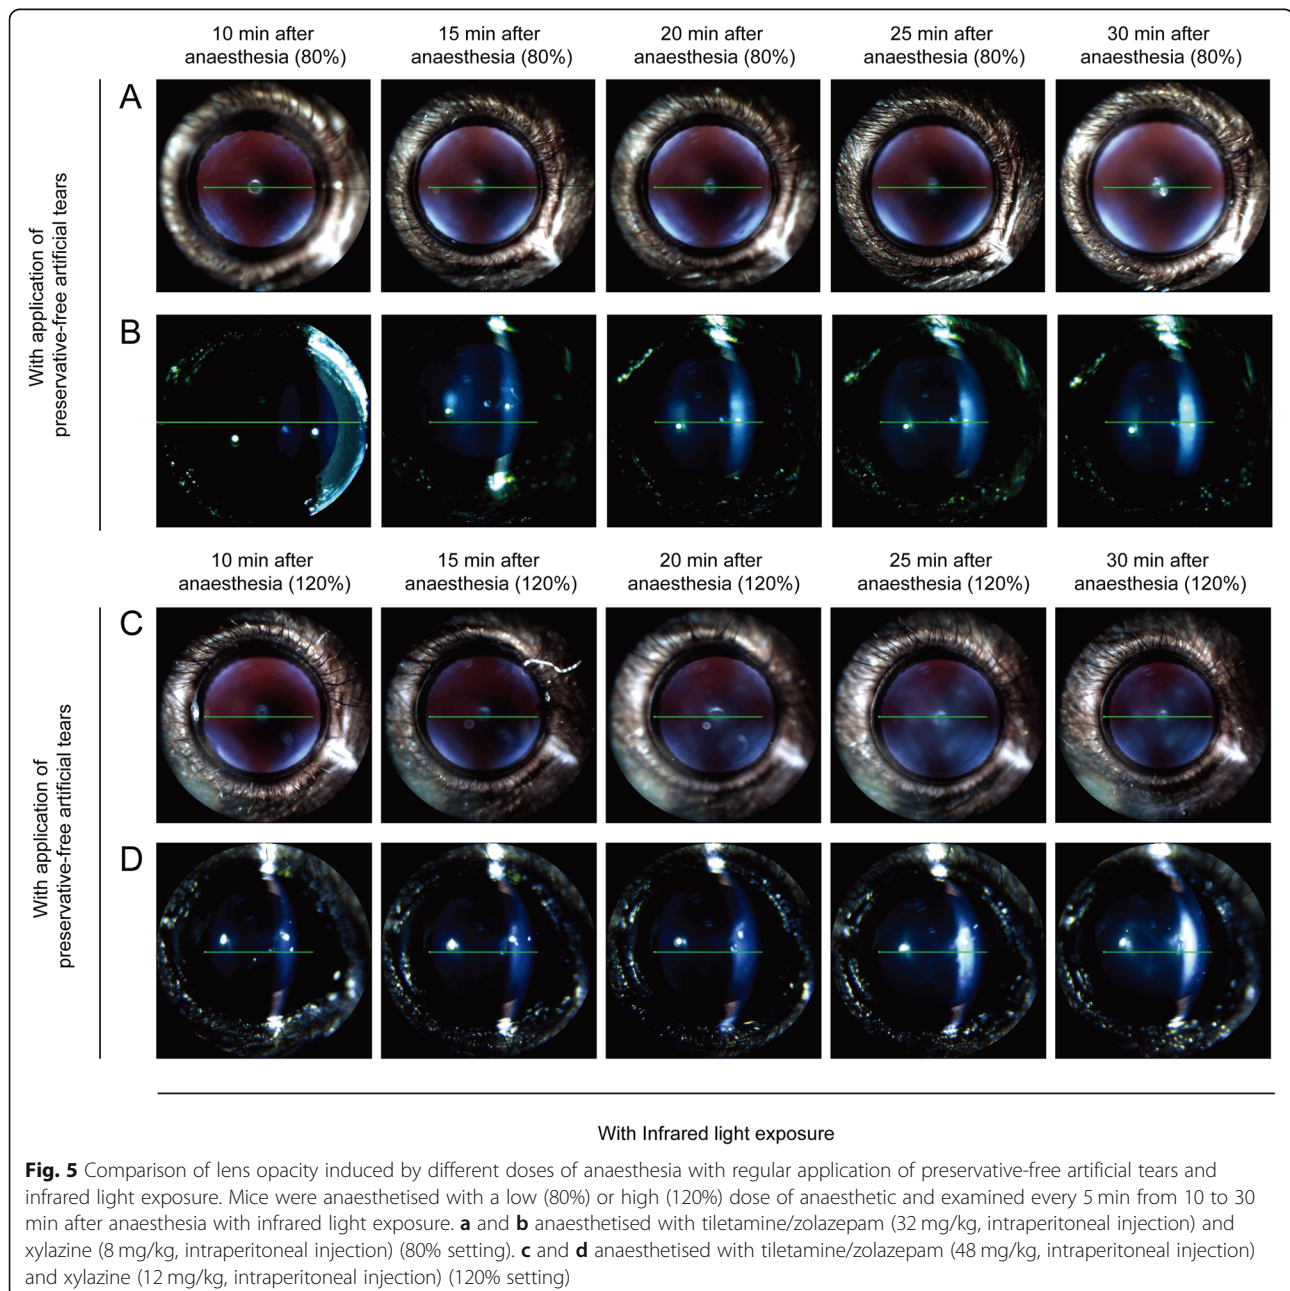 10 min after
anaesthesia (80%)
15 min after
anaesthesia (80%)
20 min after
anaesthesia (80%)
25 min after
anaesthesia (80%)
30 min after
anaesthesia (80%)
A
B
With application of
preservative-free artificial tears
10 min after
anaesthesia (120%)
15 min after
anaesthesia (120%)
20 min after
anaesthesia (120%)
25 min after
anaesthesia (120%)
30 min after
anaesthesia (120%)
C
D
With application of
preservative-free artificial tears
With Infrared light exposure
Fig. 5 Comparison of lens opacity induced by different doses of anaesthesia with regular application of preservative-free artificial tears and
infrared light exposure. Mice were anaesthetised with a low (80%) or high (120%) dose of anaesthetic and examined every 5 min from 10 to 30
min after anaesthesia with infrared light exposure. a and b anaesthetised with tiletamine/zolazepam (32 mg/kg, intraperitoneal injection) and
xylazine (8 mg/kg, intraperitoneal injection) (80% setting). c and d anaesthetised with tiletamine/zolazepam (48 mg/kg, intraperitoneal injection)
and xylazine (12 mg/kg, intraperitoneal injection) (120% setting)